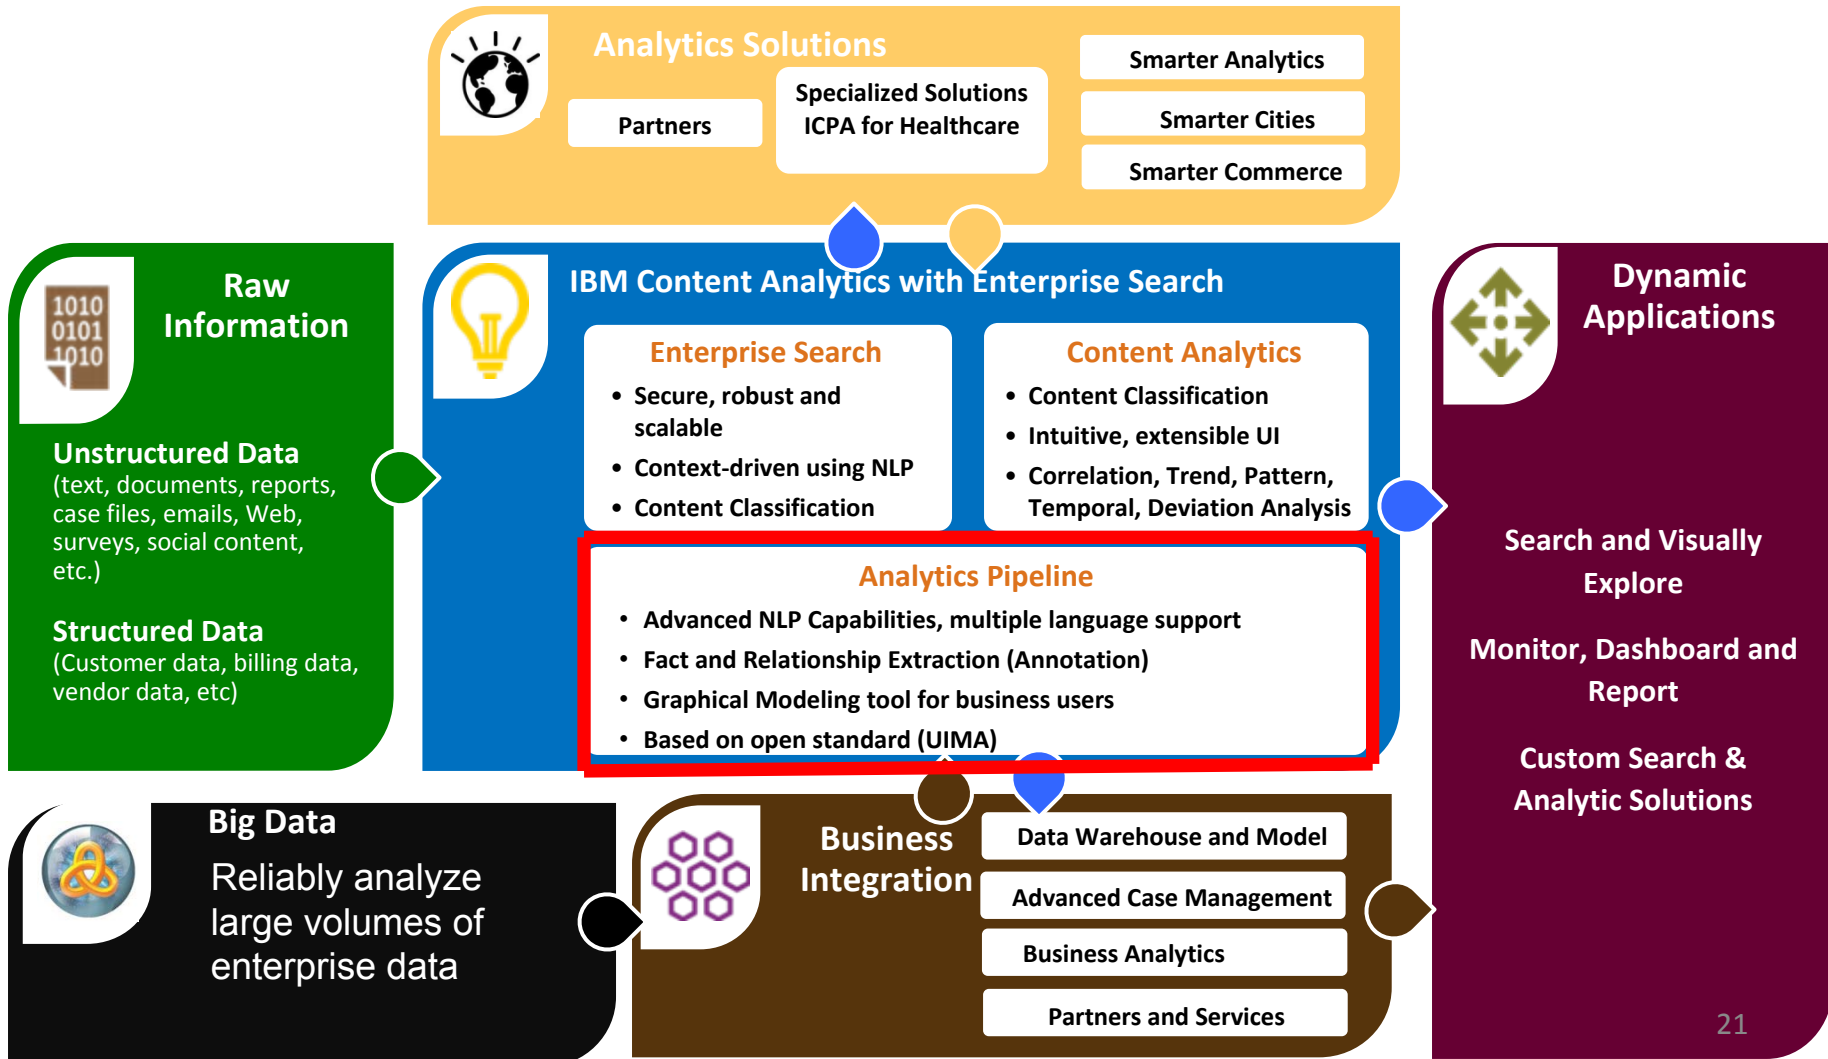 Analytics Solutions
Partners
Specialized Solutions
ICPA for Healthcare
Smarter Analytics
Smarter Cities
Smarter Commerce
1010
0101
1010
Raw
Information
Unstructured Data
(text, documents, reports,
case files, emails, Web,
surveys, social content,
etc.)
Structured Data
(Customer data, billing data,
vendor data, etc)
IBM Content Analytics with Enterprise Search
Enterprise Search
• Secure, robust and
scalable
• Context-driven using NLP
• Content Classification
Content Analytics
• Content Classification
• Intuitive, extensible UI
• Correlation, Trend, Pattern,
Temporal, Deviation Analysis
Analytics Pipeline
• Advanced NLP Capabilities, multiple language support
• Fact and Relationship Extraction (Annotation)
• Graphical Modeling tool for business users
• Based on open standard (UIMA)
Dynamic
Applications
Search and Visually
Explore
Monitor, Dashboard and
Report
Custom Search &
Analytic Solutions
Big Data
Reliably analyze
large volumes of
enterprise data
Business
Integration
Data Warehouse and Model
Advanced Case Management
Business Analytics
Partners and Services
21